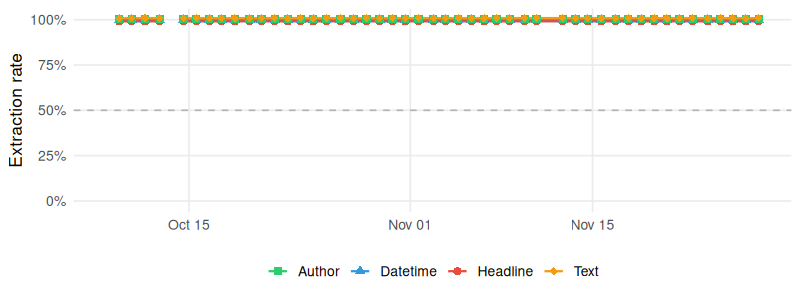 Extraction rate
100%
75%
50%
25%
0%
Oct 15
Nov 01
Nov 15
Author
Datetime
Headline
Text